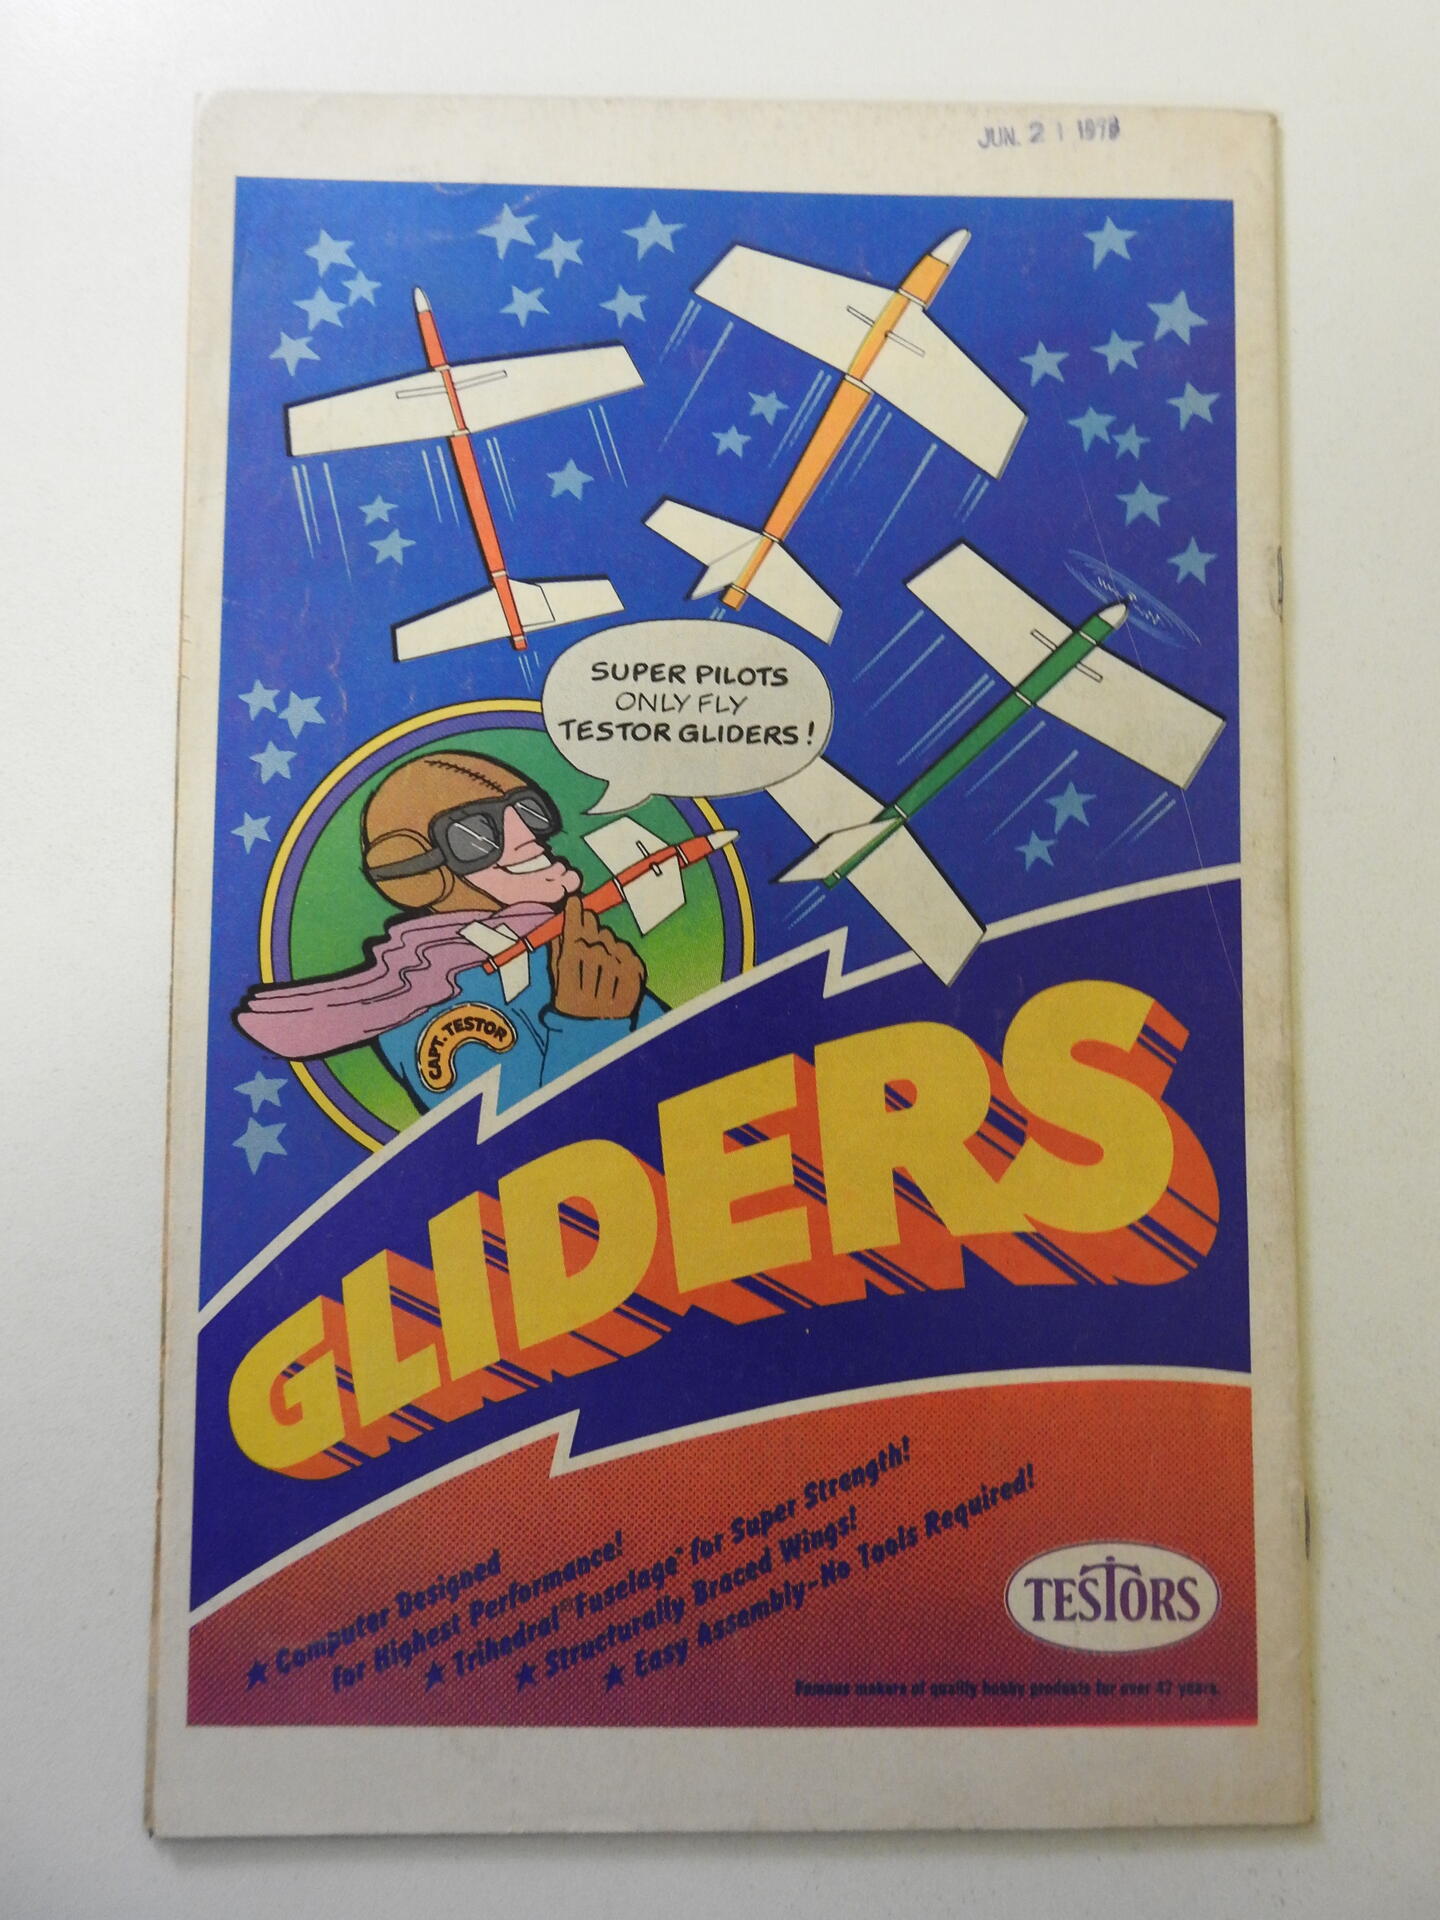 JUN. 21 1978
SUPER PILOTS
ONLY FLY
TESTOR GLIDERS!
CAPT. TESTOR
GLIDERS
★ Computer Designed
for Highest Performance!
★ Trihedral® Fuselage for Super Strength!
★ Structurally Braced Wings!
★ Easy Assembly-No Tools Required!
TESTORS
Famous makers of quality hobby products for over 47 years.